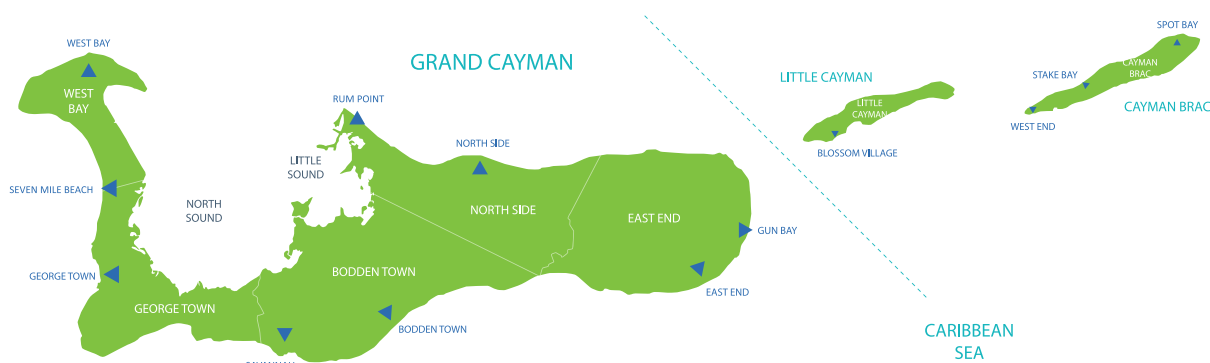 WEST BAY
WEST
BAY
SEVEN MILE BEACH
GEORGE TOWN
GEORGE TOWN
NORTH
SOUND
GRAND CAYMAN
RUM POINT
LITTLE
SOUND
NORTH SIDE
NORTH SIDE
BODDEN TOWN
BODDEN TOWN
EAST END
GUN BAY
EAST END
LITTLE CAYMAN
LITTLE
CAYMAN
BLOSSOM VILLAGE
SPOT BAY
STAKE BAY
CAYMAN
BRAC
CAYMAN BRAC
WEST END
CARIBBEAN
SEA